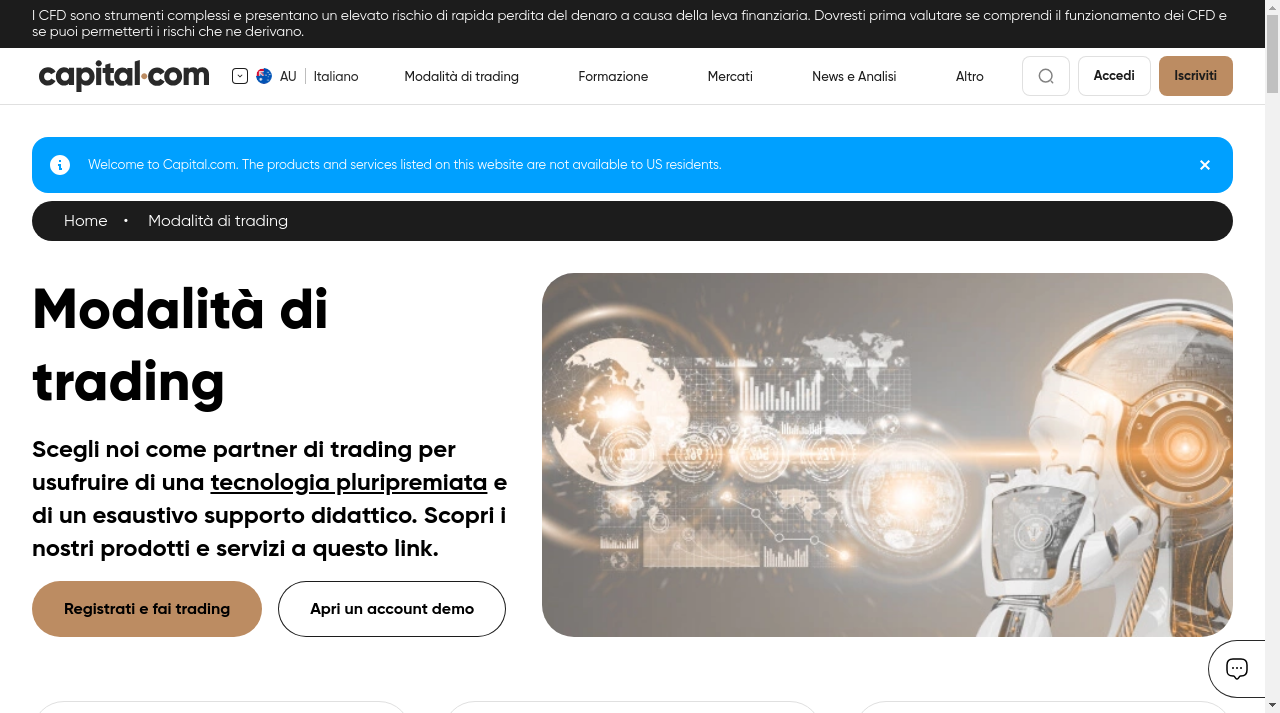 I CFD sono strumenti complessi e presentano un elevato rischio di rapida perdita del denaro a causa della leva finanziaria. Dovresti prima valutare se comprendi il funzionamento dei CFD e
se puoi permetterti i rischi che ne derivano.
capital.com
AU
Italiano
Modalità di trading
Formazione
Mercati
News e Analisi
Altro
Accedi
Iscriviti
Welcome to Capital.com. The products and services listed on this website are not available to US residents.
Home
Modalità di trading
Modalità di
trading
Scegli noi come partner di trading per
usufruire di una tecnologia pluripremiata e
di un esaustivo supporto didattico. Scopri i
nostri prodotti e servizi a questo link.
Registrati e fai trading
Apri un account demo